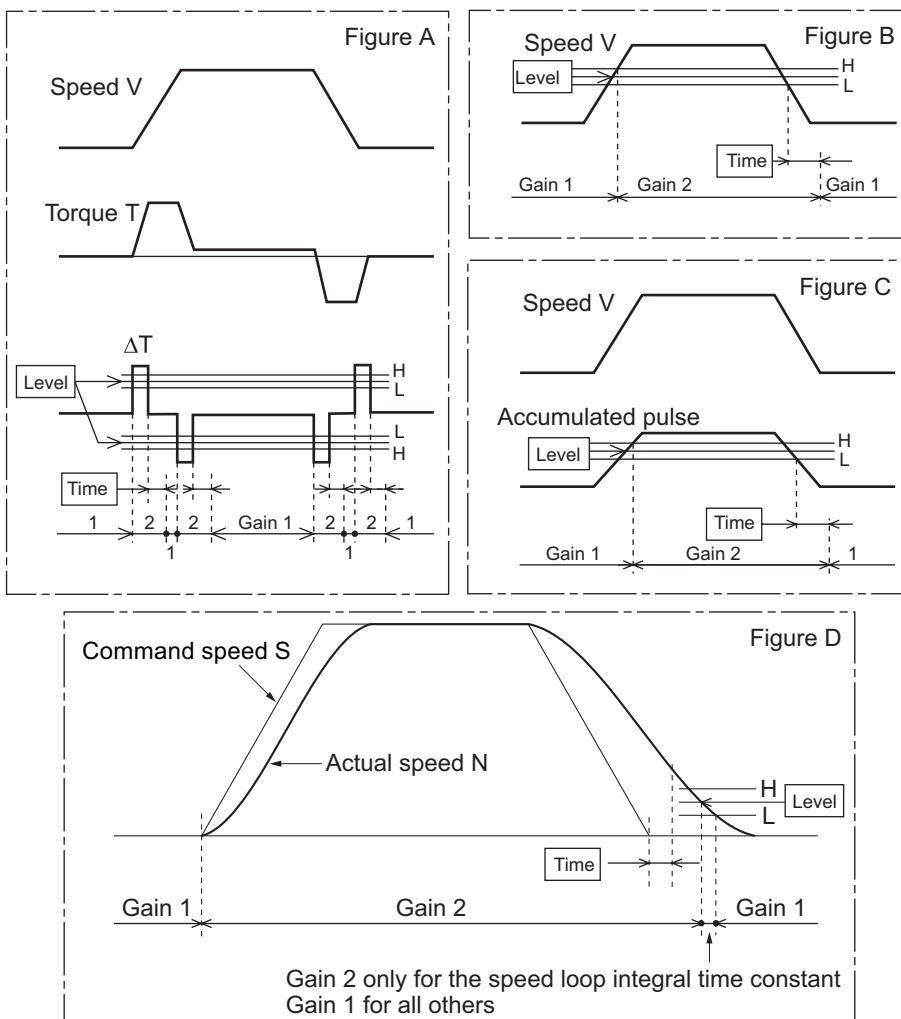 Figure A
Speed V
Torque T
ΔT
Level
H
L
L
H
Time
1
2
2
Gain 1
2
2
1
1
1
Figure B
Speed V
Level
H
L
Time
Gain 1
Gain 2
Gain 1
Figure C
Speed V
Accumulated pulse
Level
H
L
Time
Gain 1
Gain 2
1
Figure D
Command speed S
Actual speed N
H
Level
L
Time
Gain 1
Gain 2
Gain 1
Gain 2 only for the speed loop integral time constant
Gain 1 for all others